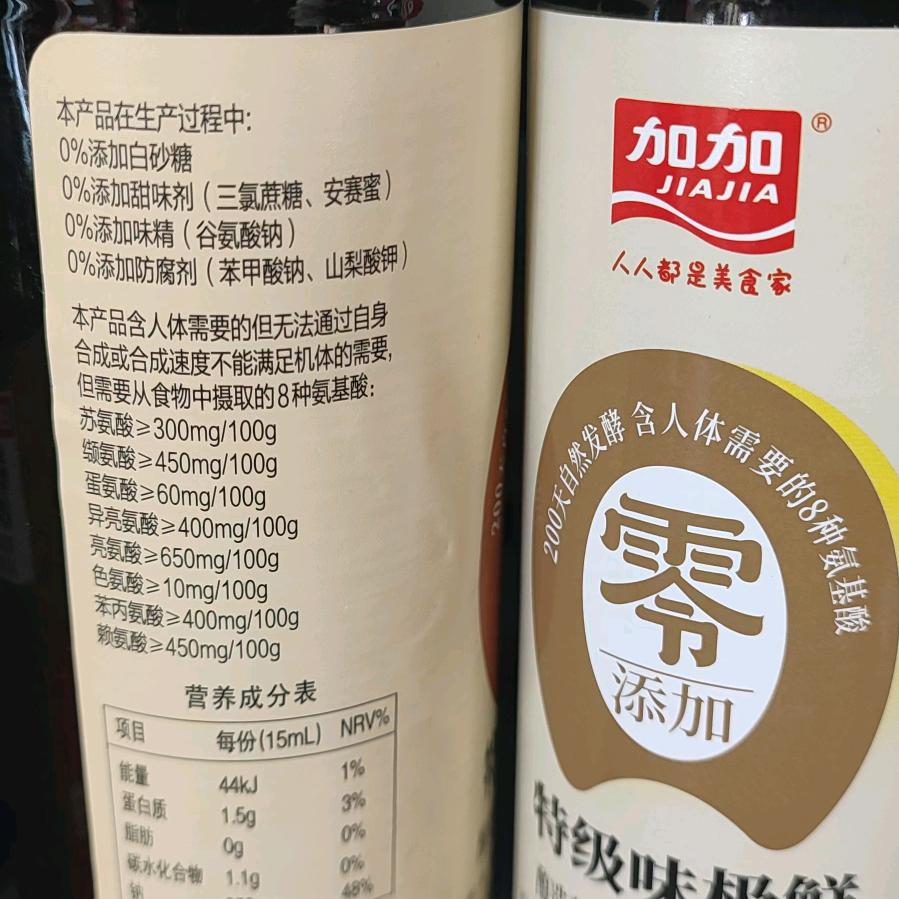 本产品在生产过程中:
0%添加白砂糖
0%添加甜味剂（三氯蔗糖、安赛蜜）
0%添加味精（谷氨酸钠）
0%添加防腐剂（苯甲酸钠、山梨酸钾）
本产品含人体需要的但无法通过自身
合成或合成速度不能满足机体的需要,
但需要从食物中摄取的8种氨基酸:
苏氨酸≥300mg/100g
缬氨酸≥450mg/100g
蛋氨酸≥60mg/100g
异亮氨酸≥400mg/100g
亮氨酸≥650mg/100g
色氨酸≥10mg/100g
苯丙氨酸≥400mg/100g
赖氨酸≥450mg/100g
营养成分表
项目 每份(15mL) NRV%
能量 44kJ 1%
蛋白质 1.5g 3%
脂肪 0g 0%
碳水化合物 1.1g 0%
钠 48%
加加®
JIAJIA
人人都是美食家
200天自然发酵 含人体需要的8种氨基酸
零
添加
特级味极鲜